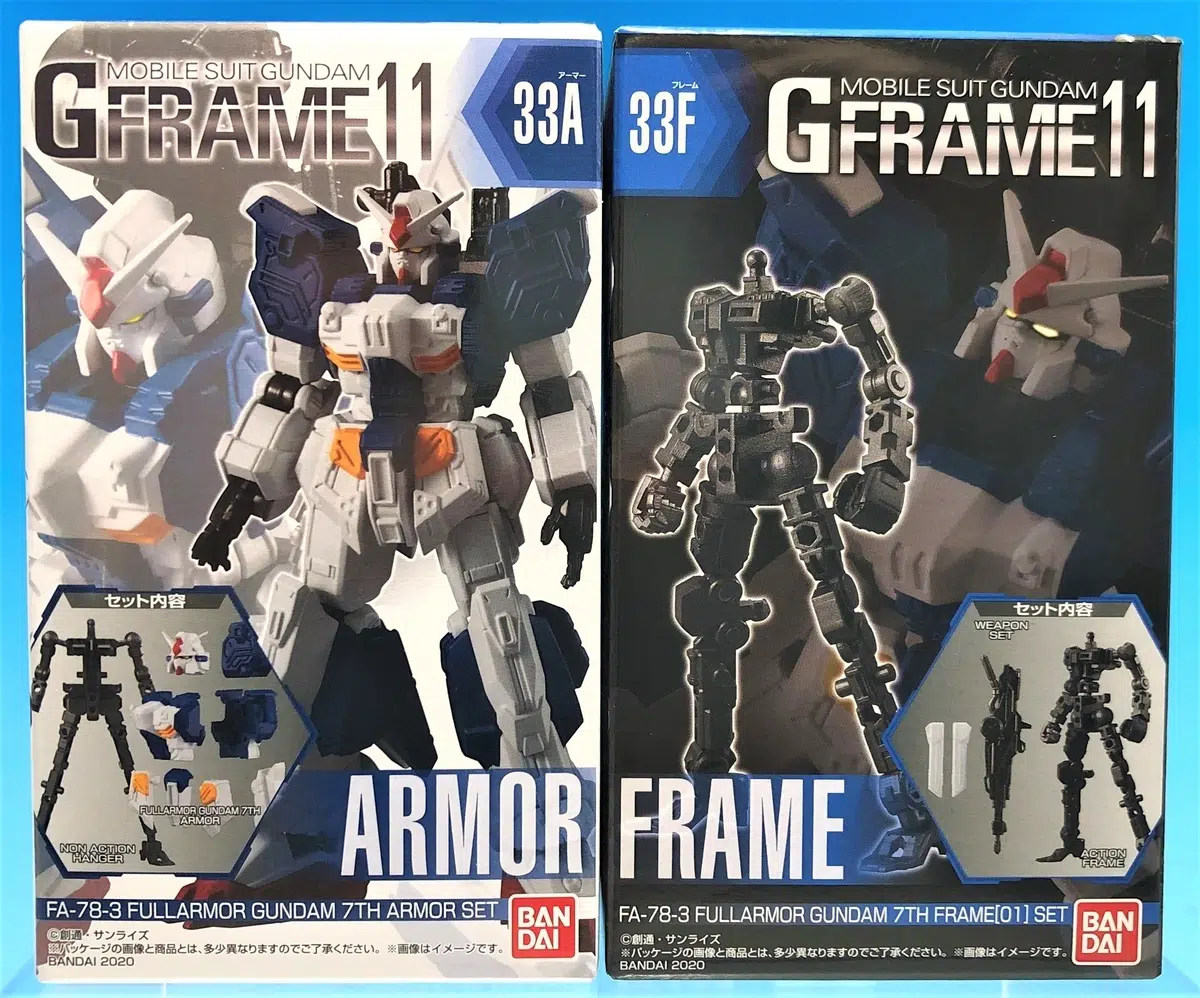 MOBILE SUIT GUNDAM
G FRAME 11
アーマー
33A
セット内容
FULLARMOR GUNDAM 7TH
ARMOR
NON ACTION
HANGER
ARMOR
FA-78-3 FULLARMOR GUNDAM 7TH ARMOR SET
BAN
DAI
©創通・サンライズ
※パッケージの画像と商品とは、多少異なりますのでご了承ください。※画像はイメージです。
BANDAI 2020
フレーム
33F
MOBILE SUIT GUNDAM
G FRAME 11
セット内容
WEAPON
SET
ACTION
FRAME
FRAME
FA-78-3 FULLARMOR GUNDAM 7TH FRAME[01] SET
BAN
DAI
©創通・サンライズ
※パッケージの画像と商品とは、多少異なりますのでご了承ください。※画像はイメージです。
BANDAI 2020